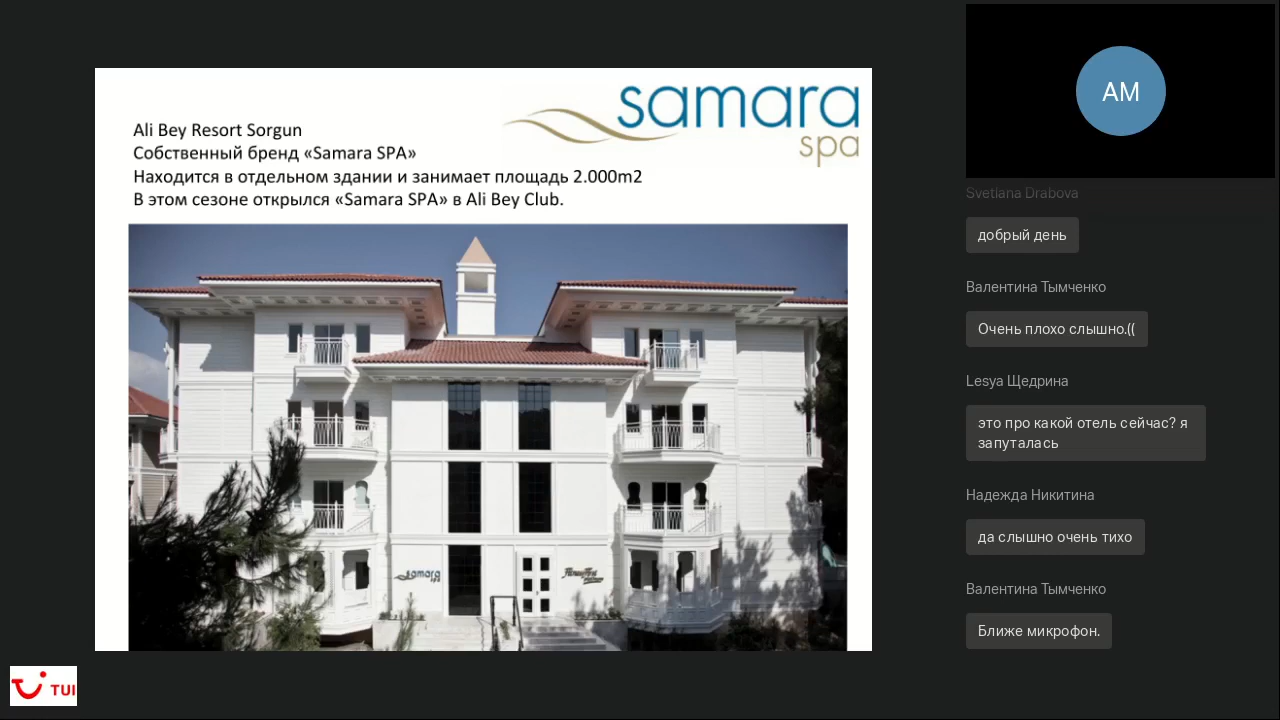 samara
spa
Ali Bey Resort Sorgun
Собственный бренд «Samara SPA»
Находится в отдельном здании и занимает площадь 2.000m2
В этом сезоне открылся «Samara SPA» в Ali Bey Club.
samara
spa
TUI
AM
Svetlana Drabova
добрый день
Валентина Тымченко
Очень плохо слышно.((
Lesya Щедрина
это про какой отель сейчас? я
запуталась
Надежда Никитина
да слышно очень тихо
Валентина Тымченко
Ближе микрофон.